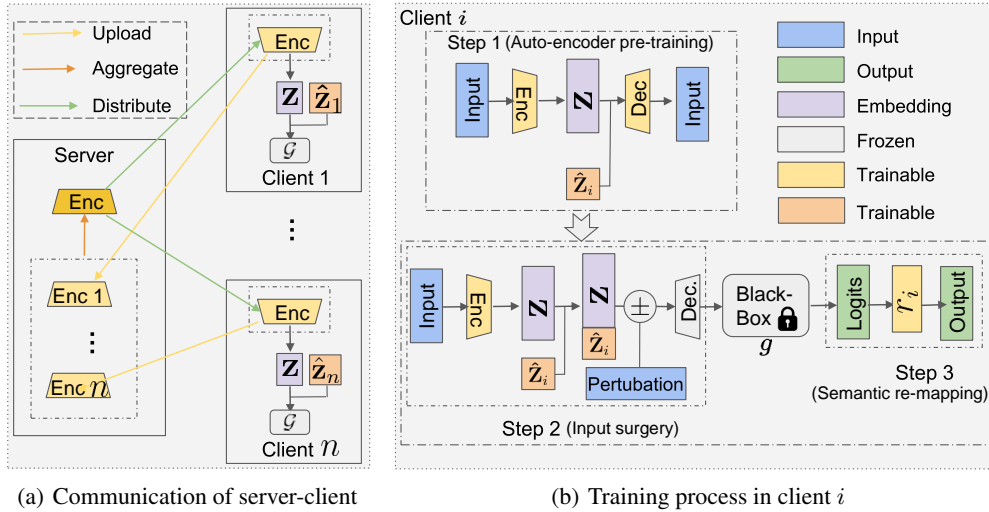 Upload
Aggregate
Distribute
Server
Enc
Enc 1
⋮
Enc n
Enc
Z
Ẑ₁
𝒢
Client 1
⋮
Enc
Z
Ẑₙ
𝒢
Client n
(a) Communication of server-client
Client i
Step 1 (Auto-encoder pre-training)
Input
Enc
Z
Dec
Input
Ẑᵢ
Input
Output
Embedding
Frozen
Trainable
Trainable
Input
Enc
Z
Ẑᵢ
Z
Ẑᵢ
±
Pertubation
Dec.
Black-
Box
g
Logits
rᵢ
Output
Step 2 (Input surgery)
Step 3
(Semantic re-mapping)
(b) Training process in client i